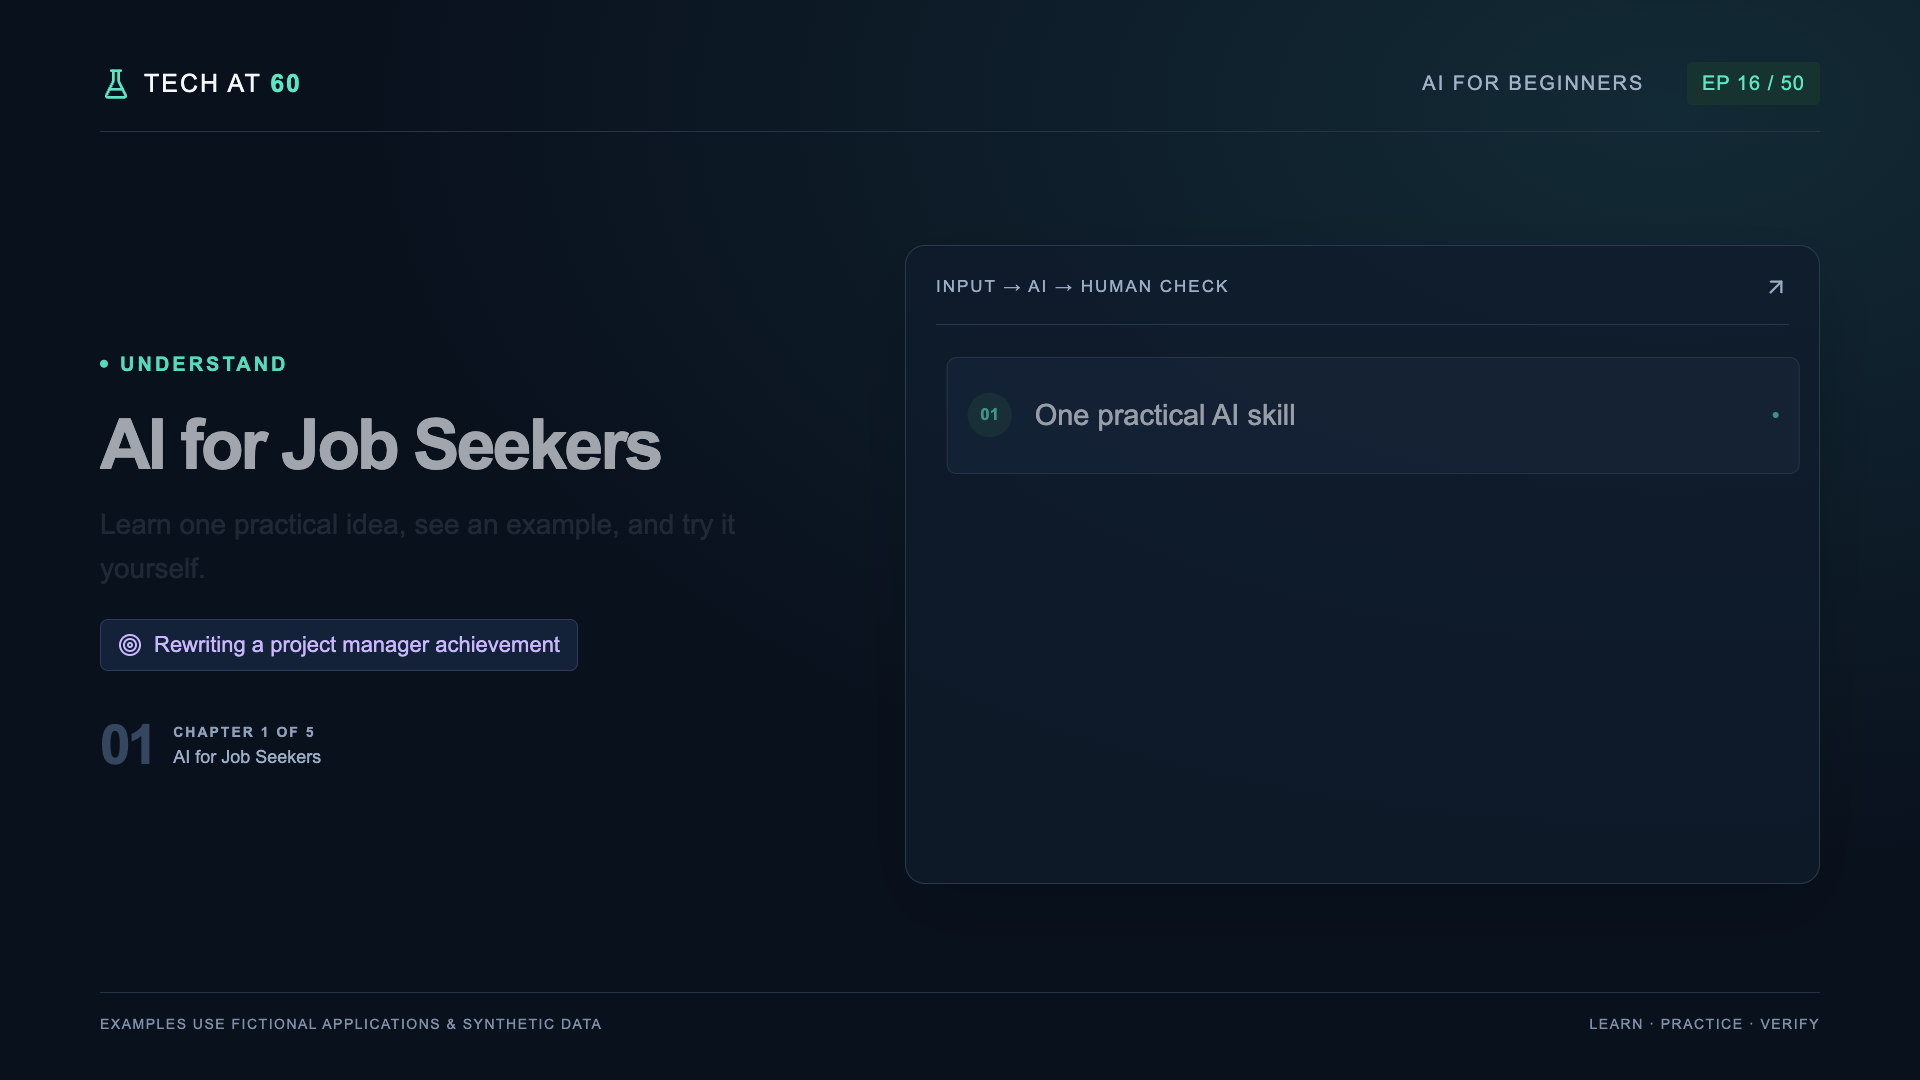 TECH AT 60
AI FOR BEGINNERS
EP 16 / 50
• UNDERSTAND
AI for Job Seekers
Learn one practical idea, see an example, and try it
yourself.
Rewriting a project manager achievement
01
CHAPTER 1 OF 5
AI for Job Seekers
INPUT → AI → HUMAN CHECK
01
One practical AI skill
EXAMPLES USE FICTIONAL APPLICATIONS & SYNTHETIC DATA
LEARN · PRACTICE · VERIFY